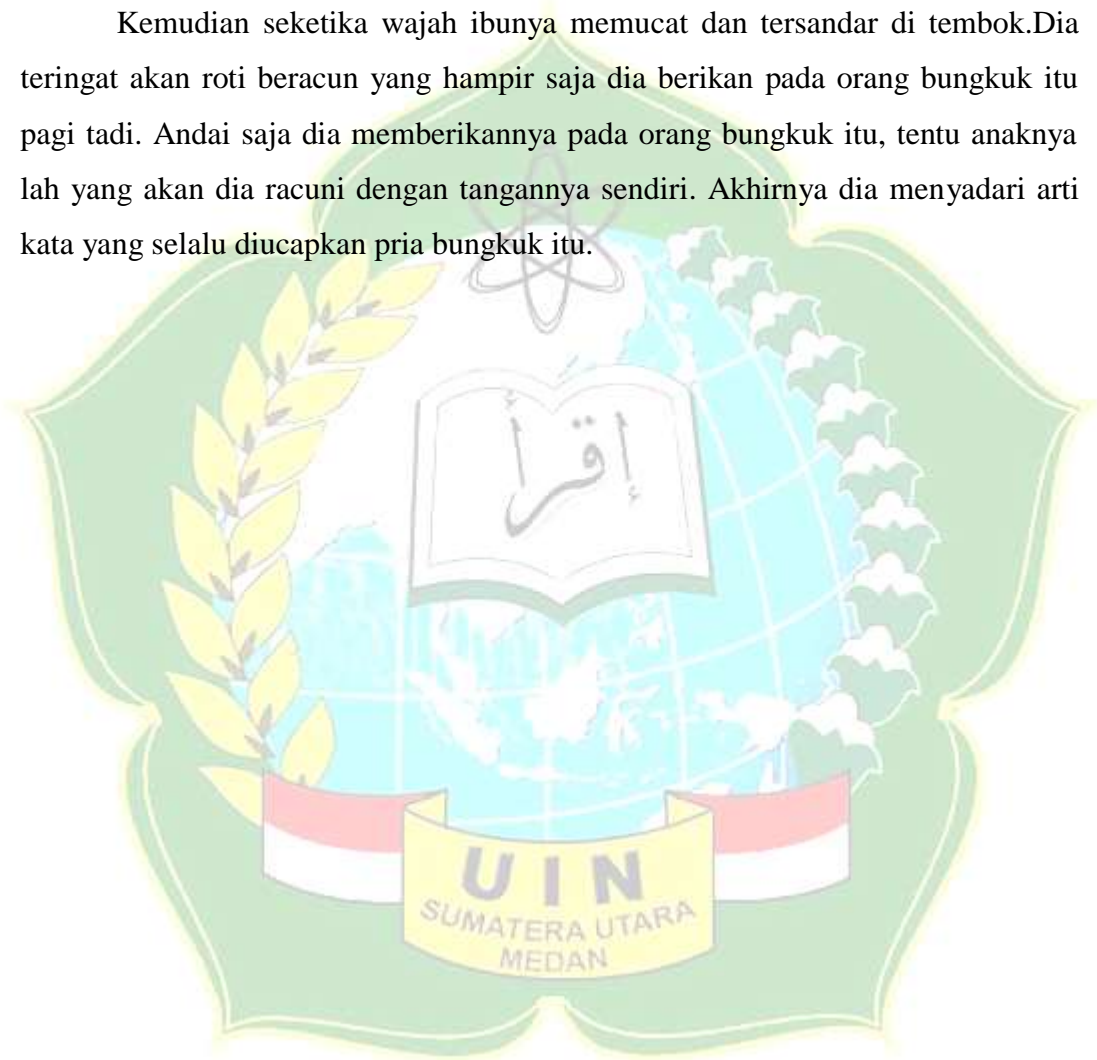 Kemudian seketika wajah ibunya memucat dan tersandar di tembok.Dia
teringat akan roti beracun yang hampir saja dia berikan pada orang bungkuk itu
pagi tadi. Andai saja dia memberikannya pada orang bungkuk itu, tentu anaknya
lah yang akan dia racuni dengan tangannya sendiri. Akhirnya dia menyadari arti
kata yang selalu diucapkan pria bungkuk itu.
إقرأ
UIN
SUMATERA UTARA
MEDAN